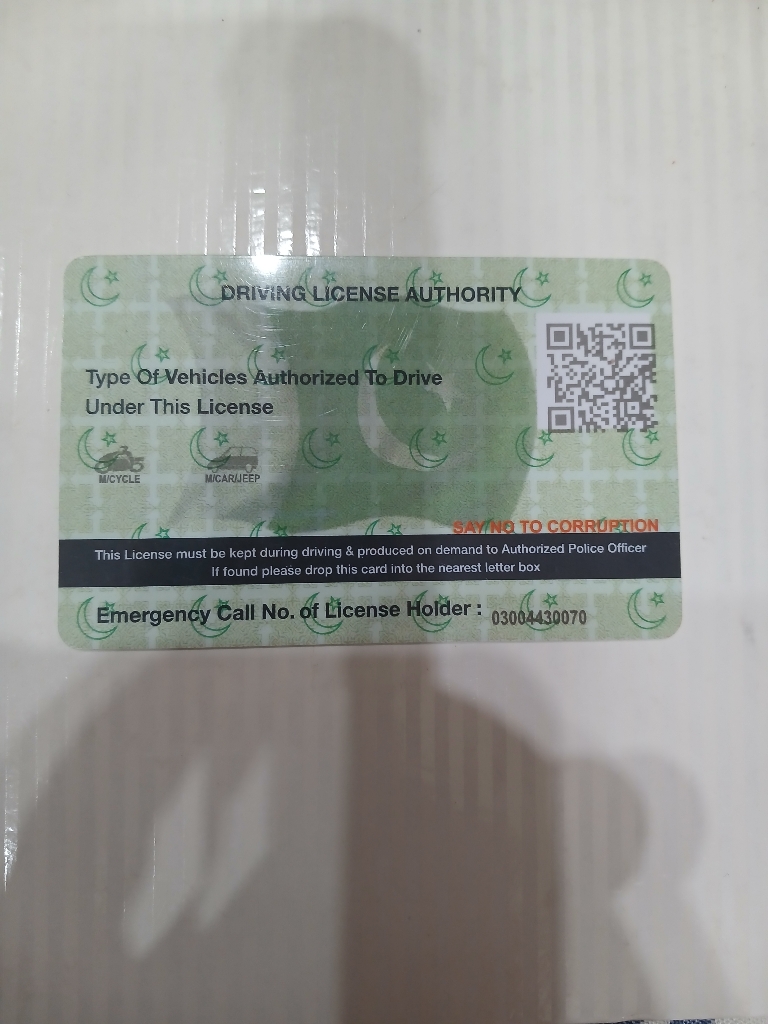 DRIVING LICENSE AUTHORITY
Type Of Vehicles Authorized To Drive
Under This License
M/CYCLE M/CAR/JEEP
SAY NO TO CORRUPTION
This License must be kept during driving & produced on demand to Authorized Police Officer
If found please drop this card into the nearest letter box
Emergency Call No. of License Holder : 03004430070